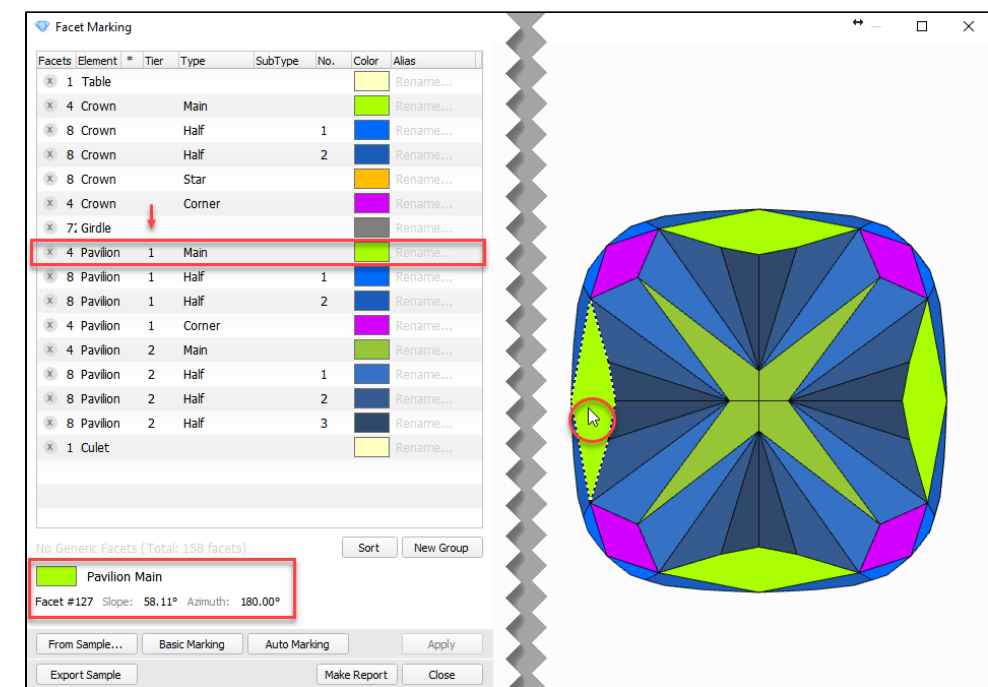 Facet Marking
Facets Element * Tier Type SubType No. Color Alias
x 1 Table Rename...
x 4 Crown Main Rename...
x 8 Crown Half 1 Rename...
x 8 Crown Half 2 Rename...
x 8 Crown Star Rename...
x 4 Crown Corner Rename...
x 72 Girdle Rename...
x 4 Pavilion 1 Main Rename...
x 8 Pavilion 1 Half 1 Rename...
x 8 Pavilion 1 Half 2 Rename...
x 4 Pavilion 1 Corner Rename...
x 4 Pavilion 2 Main Rename...
x 8 Pavilion 2 Half 1 Rename...
x 8 Pavilion 2 Half 2 Rename...
x 8 Pavilion 2 Half 3 Rename...
x 1 Culet Rename...
No Generic Facets (Total: 158 facets) Sort New Group
Pavilion Main
Facet #127 Slope: 58.11° Azimuth: 180.00°
From Sample... Basic Marking Auto Marking Apply
Export Sample Make Report Close